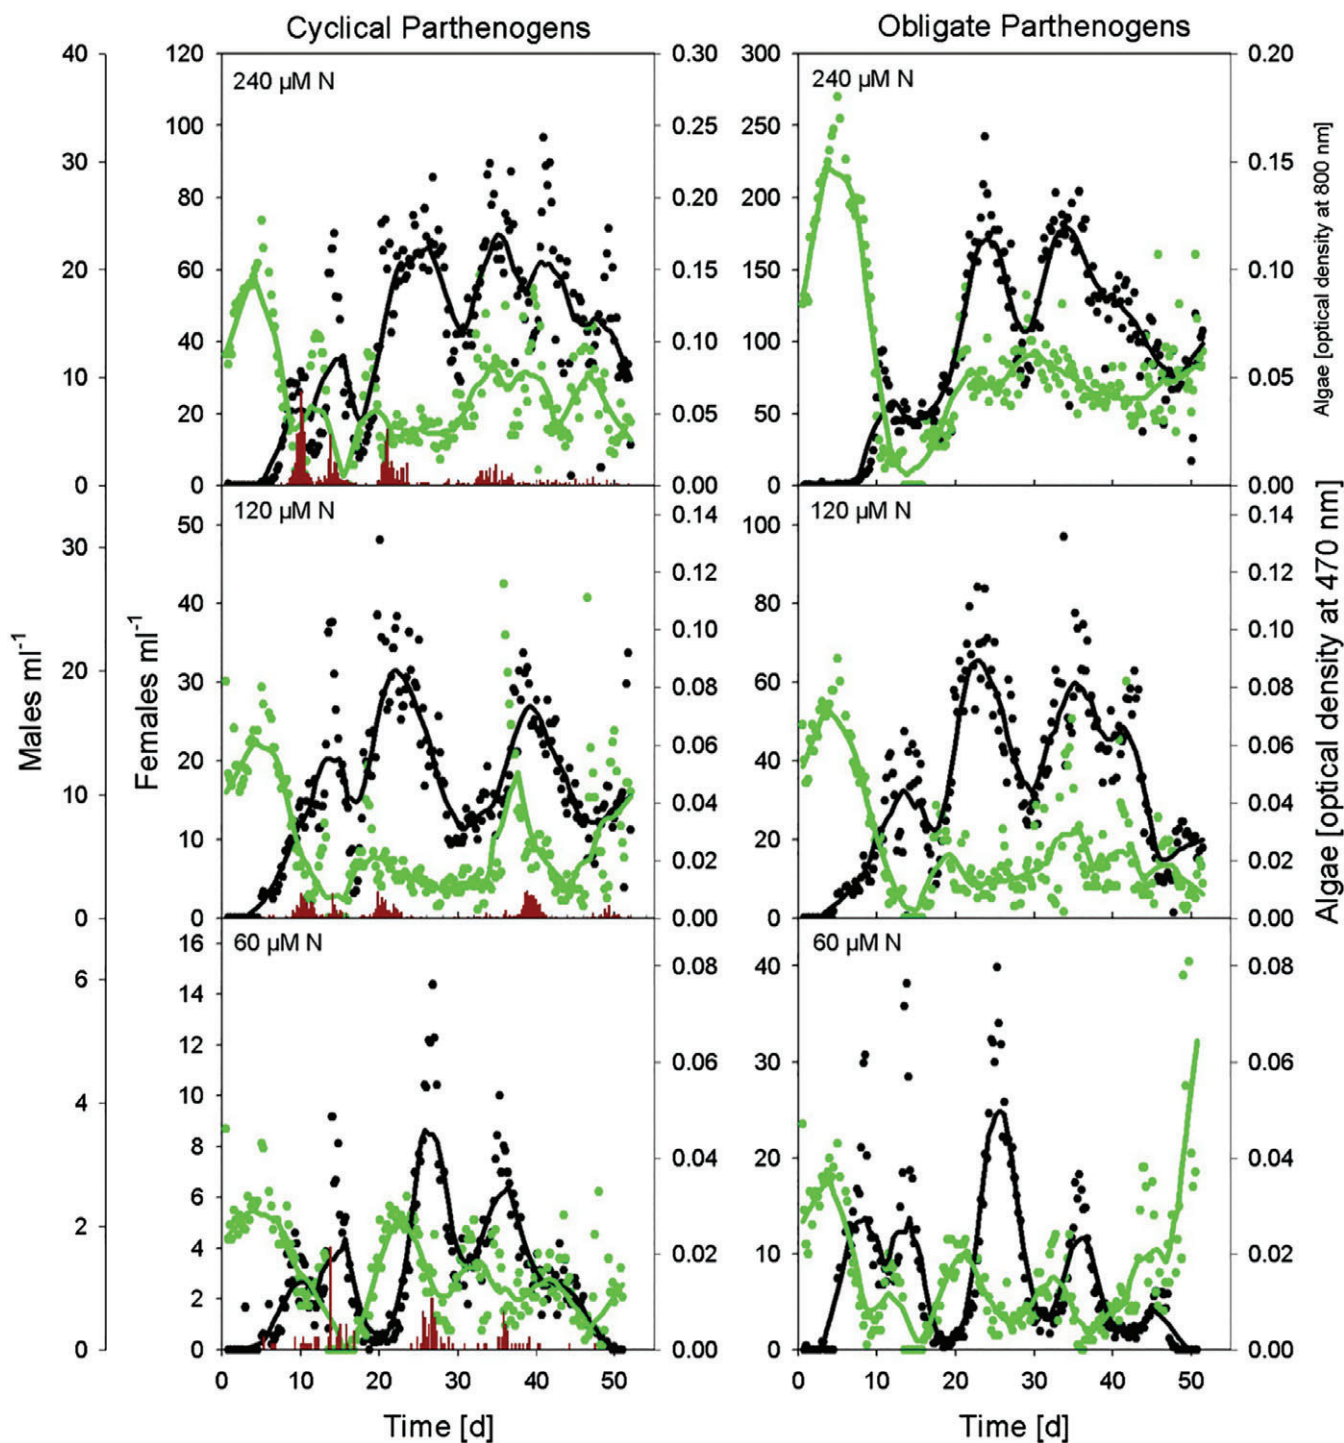 Cyclical Parthenogens
Obligate Parthenogens
40 120 0.30 300 0.20
240 µM N
240 µM N
100 0.25 250
30 80 0.20 200 0.15
20 60 0.15 150 0.10
40 0.10 100
10 0.05 0.05
20 50
0 0 0.00 0 0.00
Algae [optical density at 800 nm]
120 µM N
120 µM N
50 0.14 100 0.14
30
40 0.12 80 0.12
0.10 0.10
20 30 0.08 60 0.08
0.06 0.06
20 40
10 0.04 0.04
10 20
0.02 0.02
0 0 0.00 0 0.00
Males ml-1
Females ml-1
Algae [optical density at 470 nm]
60 µM N
60 µM N
16
6 0.08 40 0.08
14
12 0.06 30 0.06
10
4
8 0.04 20 0.04
6
2 4 0.02 10 0.02
2
0 0 0.00 0 0.00
0 10 20 30 40 50
0 10 20 30 40 50
Time [d]
Time [d]